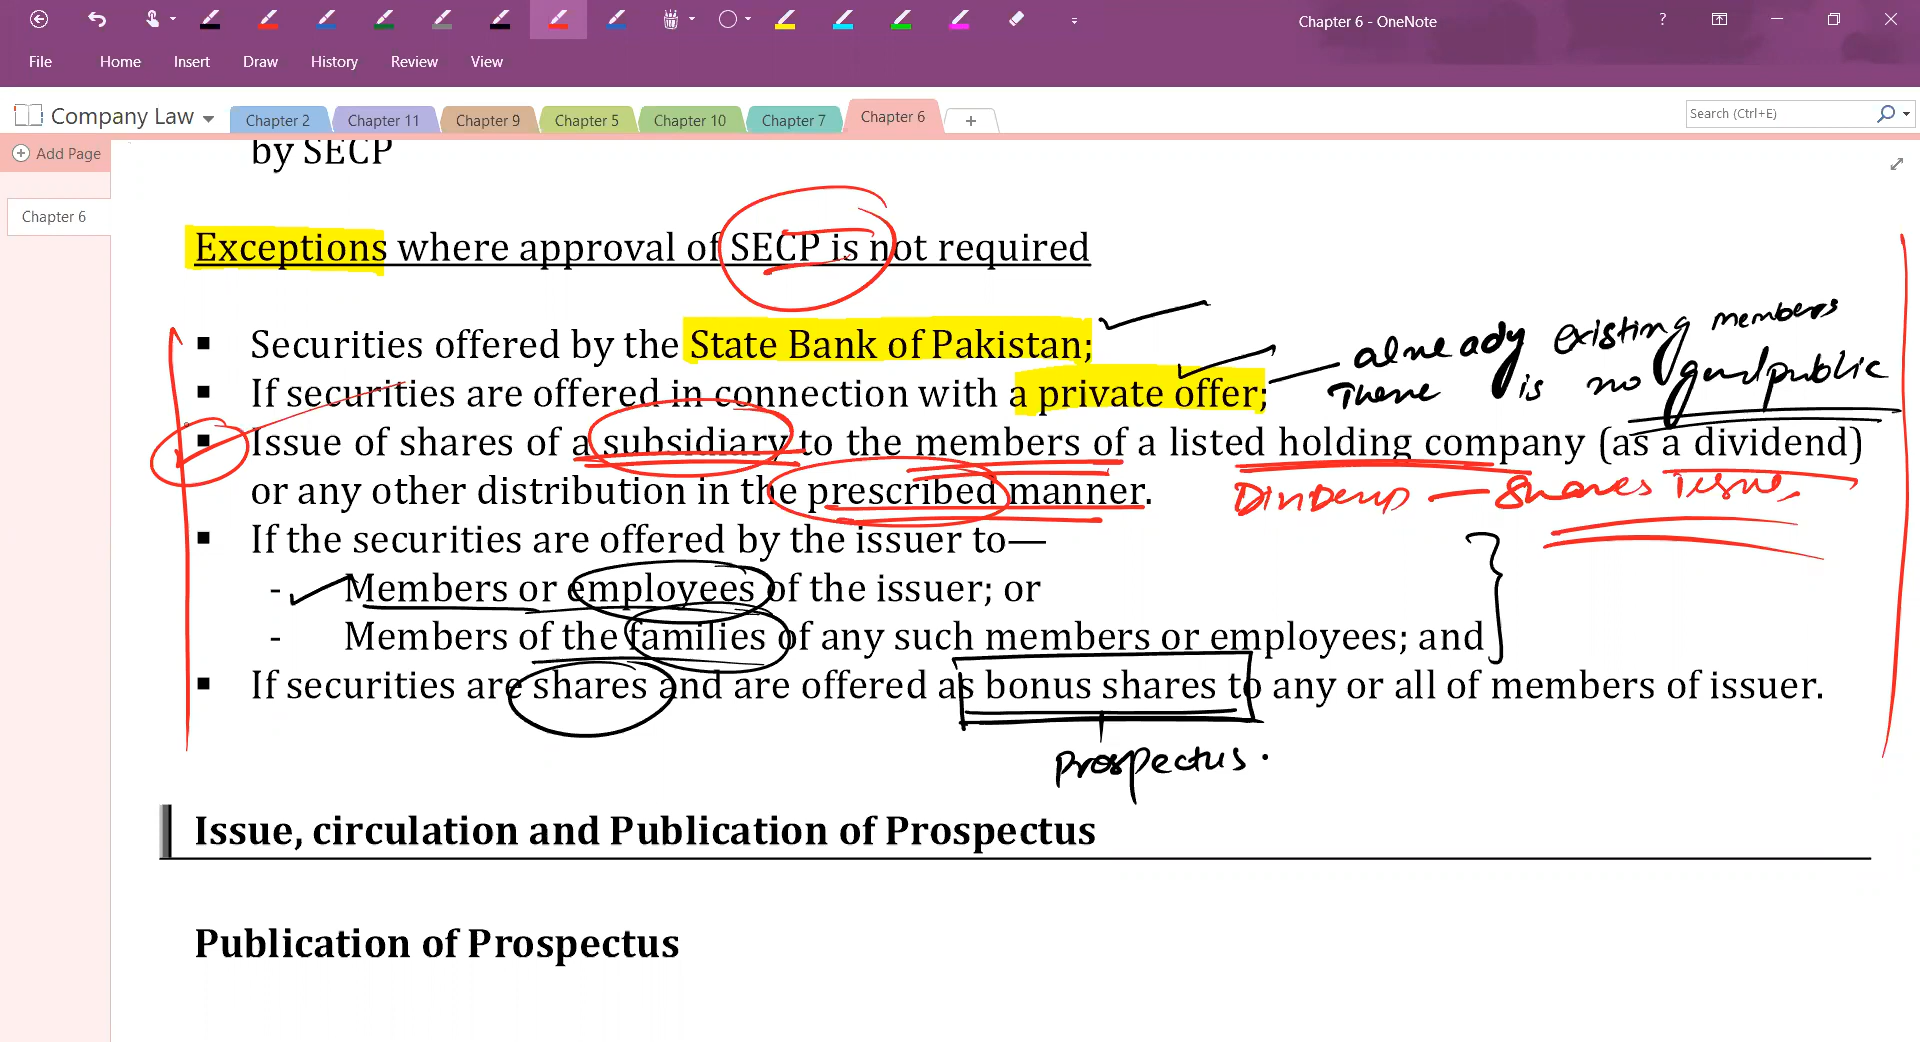 Chapter 6 - OneNote
?
File Home Insert Draw History Review View
Company Law Chapter 2 Chapter 11 Chapter 9 Chapter 5 Chapter 10 Chapter 7 Chapter 6 + Search (Ctrl+E)
Add Page
Chapter 6
by SECP
Exceptions where approval of SECP is not required
▪ Securities offered by the State Bank of Pakistan;
already existing members
▪ If securities are offered in connection with a private offer;
There is no public
▪ Issue of shares of a subsidiary to the members of a listed holding company (as a dividend)
or any other distribution in the prescribed manner.
Shares Issue
▪ If the securities are offered by the issuer to—
- Members or employees of the issuer; or
- Members of the families of any such members or employees; and
▪ If securities are shares and are offered as bonus shares to any or all of members of issuer.
Prospectus.
Issue, circulation and Publication of Prospectus
Publication of Prospectus